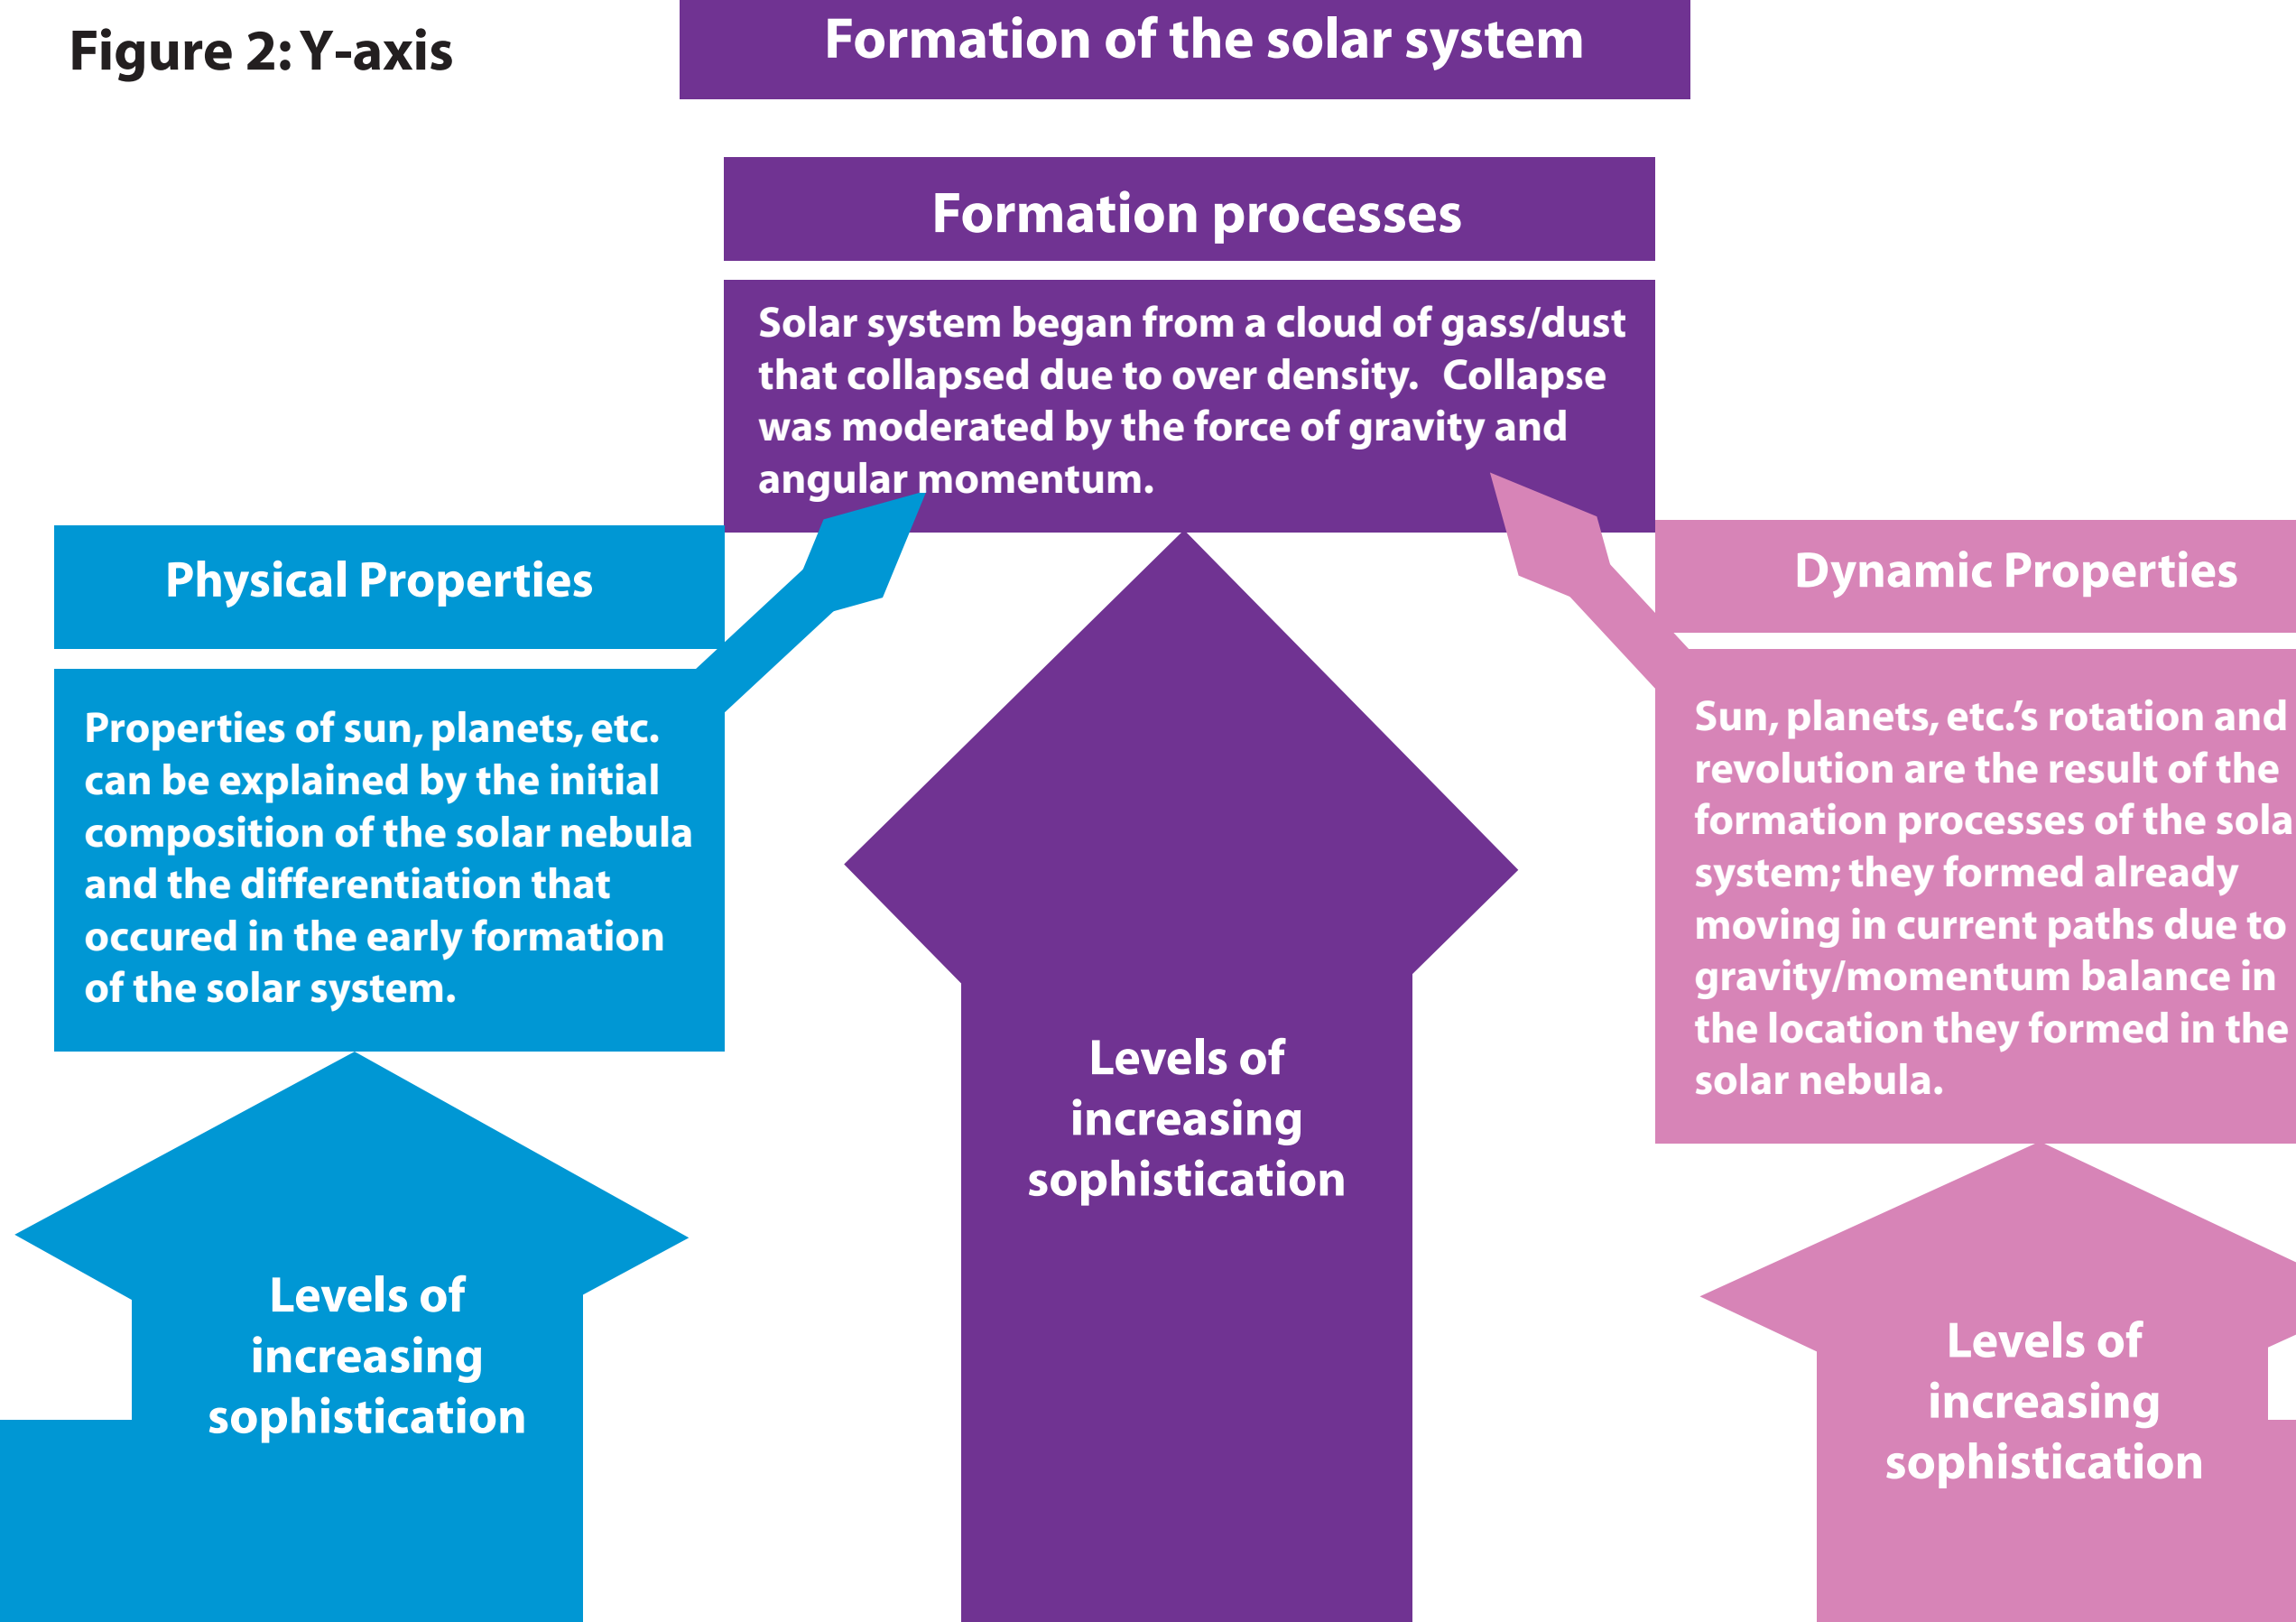 Figure 2: Y-axis
Formation of the solar system
Formation processes
Solar system began from a cloud of gass/dust
that collapsed due to over density.   Collapse
was moderated by the force of gravity and
angular momentum.
Physical Properties
Properties of sun, planets, etc.
can be explained by the initial
composition of the solar nebula
and the differentiation that
occured in the early formation
of the solar system.
Dynamic Properties
Sun, planets, etc.’s rotation and
revolution are the result of the
formation processes of the sola
system; they formed already
moving in current paths due to
gravity/momentum balance in
the location they formed in the
solar nebula.
Levels of
increasing
sophistication
Levels of
increasing
sophistication
Levels of
increasing
sophistication